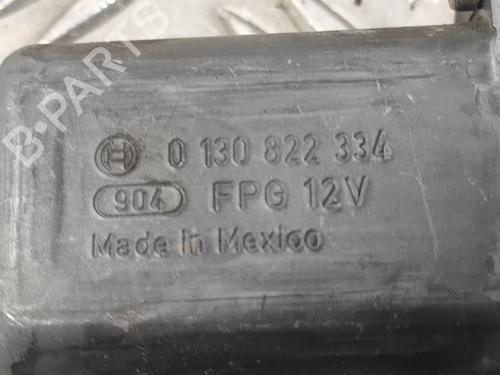 B-PARTS
0 130 822 334
904 FPG 12V
Made in Mexico